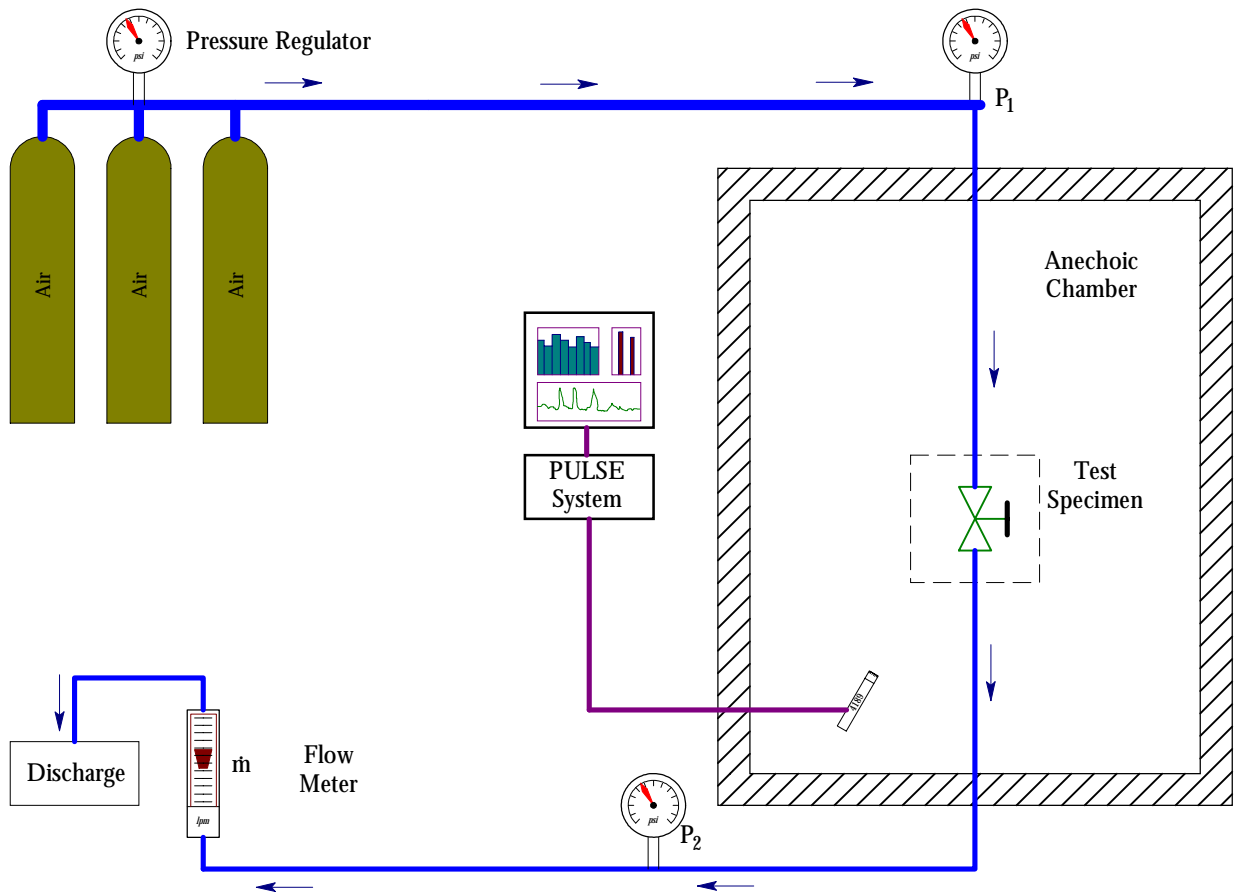 psi
Pressure Regulator
psi
P1
Air
Air
Air
Anechoic
Chamber
PULSE
System
Test
Specimen
4189
Discharge
ṁ
Flow
Meter
lpm
psi
P2